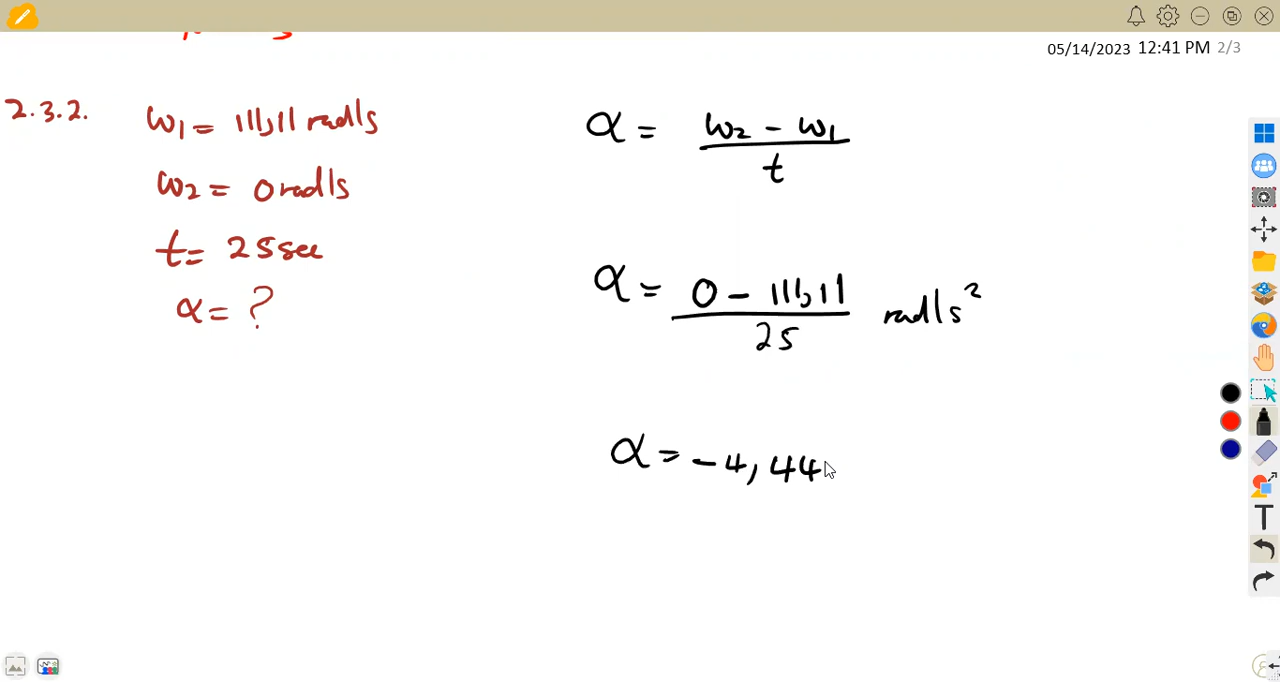 05/14/2023 12:41 PM 2/3
2.3.2. ω₁ = 111,11 rad/s
ω₂ = 0 rad/s
t = 25 sec
α = ?
α = (ω₂ - ω₁) / t
α = (0 - 111,11) / 25 rad/s²
α = -4,44
T